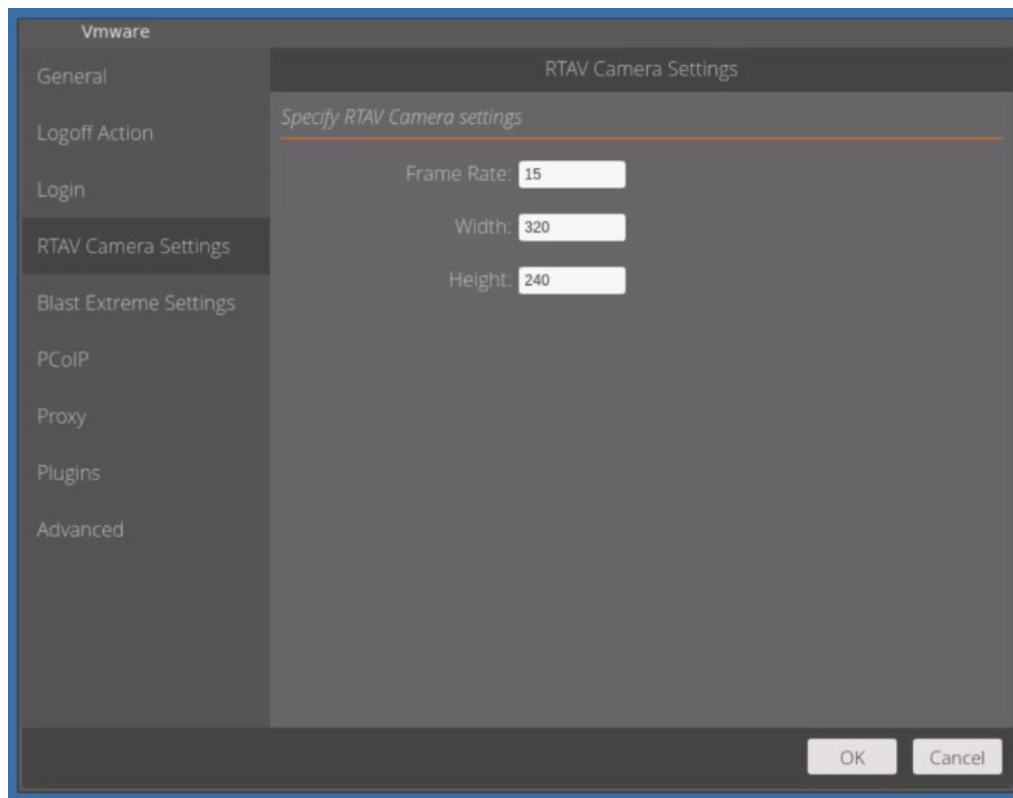 Vmware
General
Logoff Action
Login
RTAV Camera Settings
Blast Extreme Settings
PCoIP
Proxy
Plugins
Advanced
RTAV Camera Settings
Specify RTAV Camera settings
Frame Rate: 15
Width: 320
Height: 240
OK Cancel